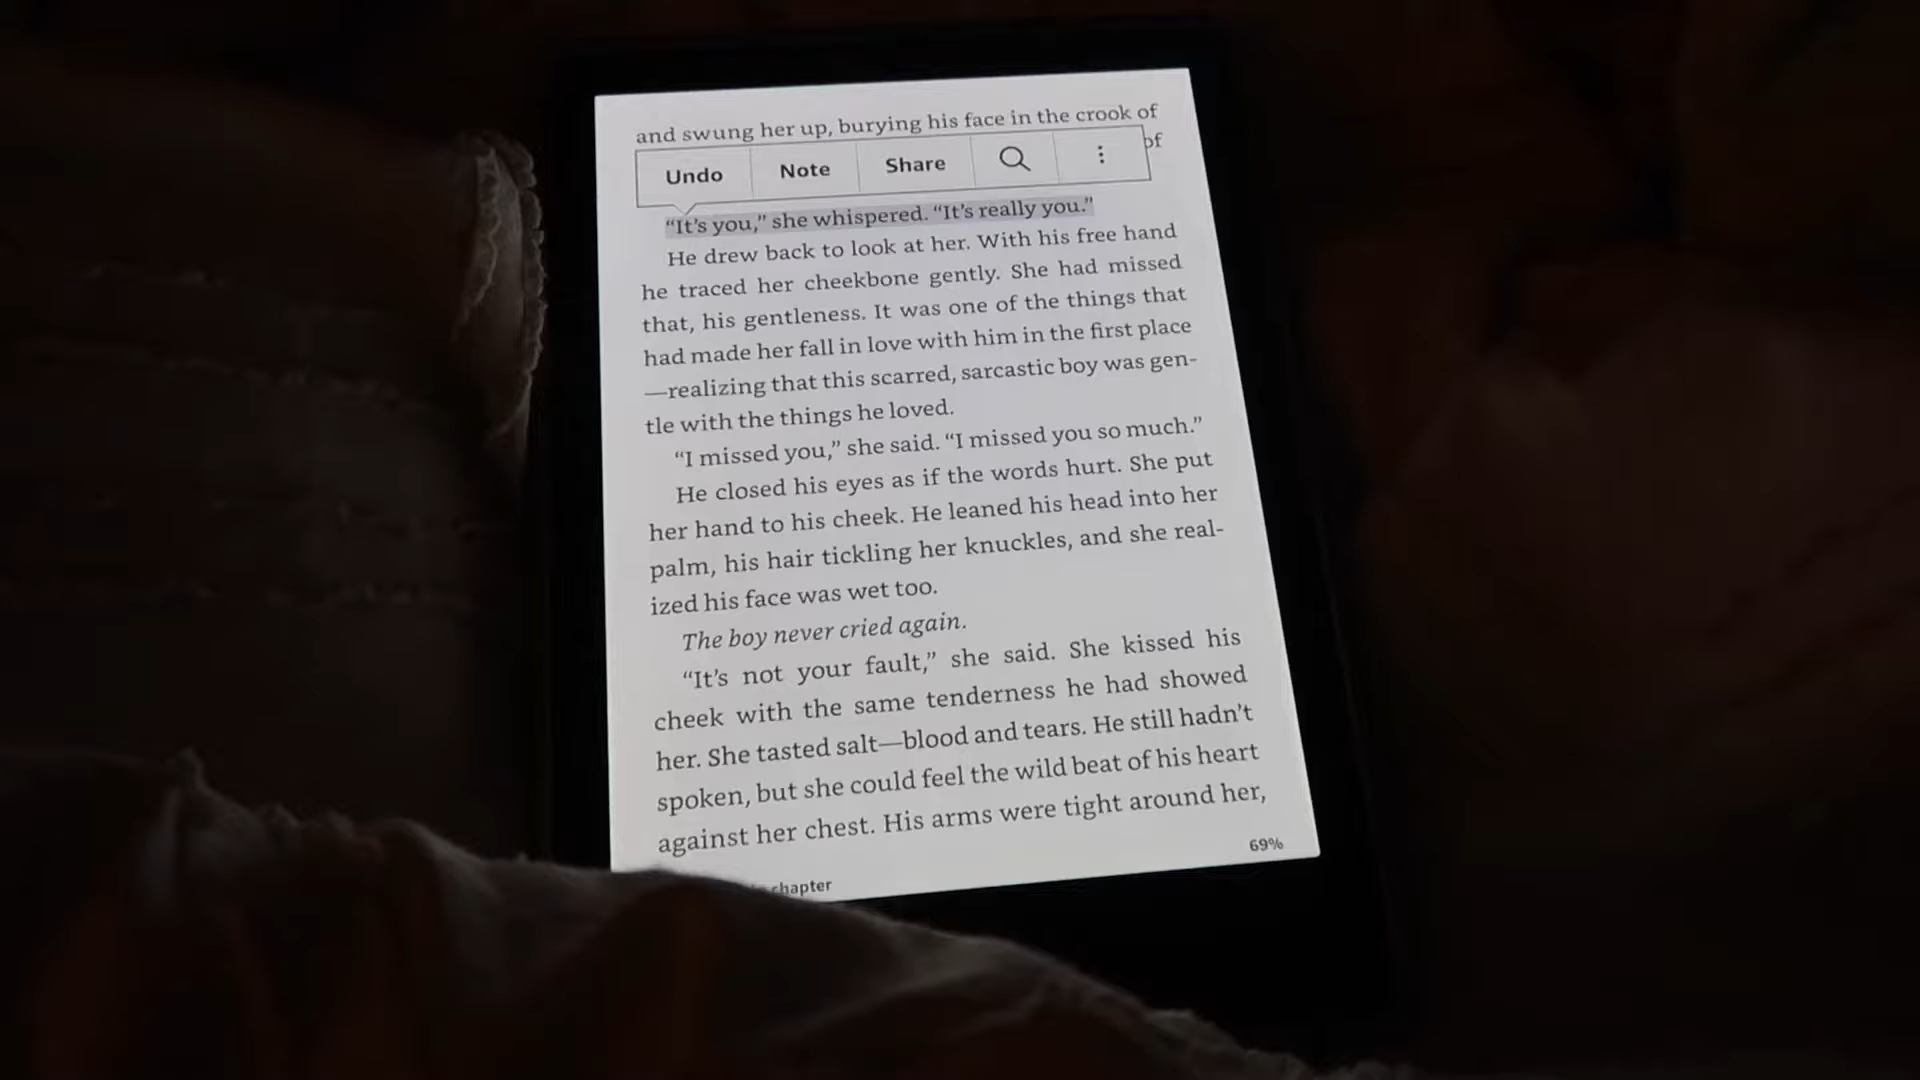 and swung her up, burying his face in the crook of
of
Undo Note Share
“It’s you,” she whispered. “It’s really you.”
He drew back to look at her. With his free hand
he traced her cheekbone gently. She had missed
that, his gentleness. It was one of the things that
had made her fall in love with him in the first place
—realizing that this scarred, sarcastic boy was gen-
tle with the things he loved.
“I missed you,” she said. “I missed you so much.”
He closed his eyes as if the words hurt. She put
her hand to his cheek. He leaned his head into her
palm, his hair tickling her knuckles, and she real-
ized his face was wet too.
The boy never cried again.
“It’s not your fault,” she said. She kissed his
cheek with the same tenderness he had showed
her. She tasted salt—blood and tears. He still hadn’t
spoken, but she could feel the wild beat of his heart
against her chest. His arms were tight around her,
chapter 69%